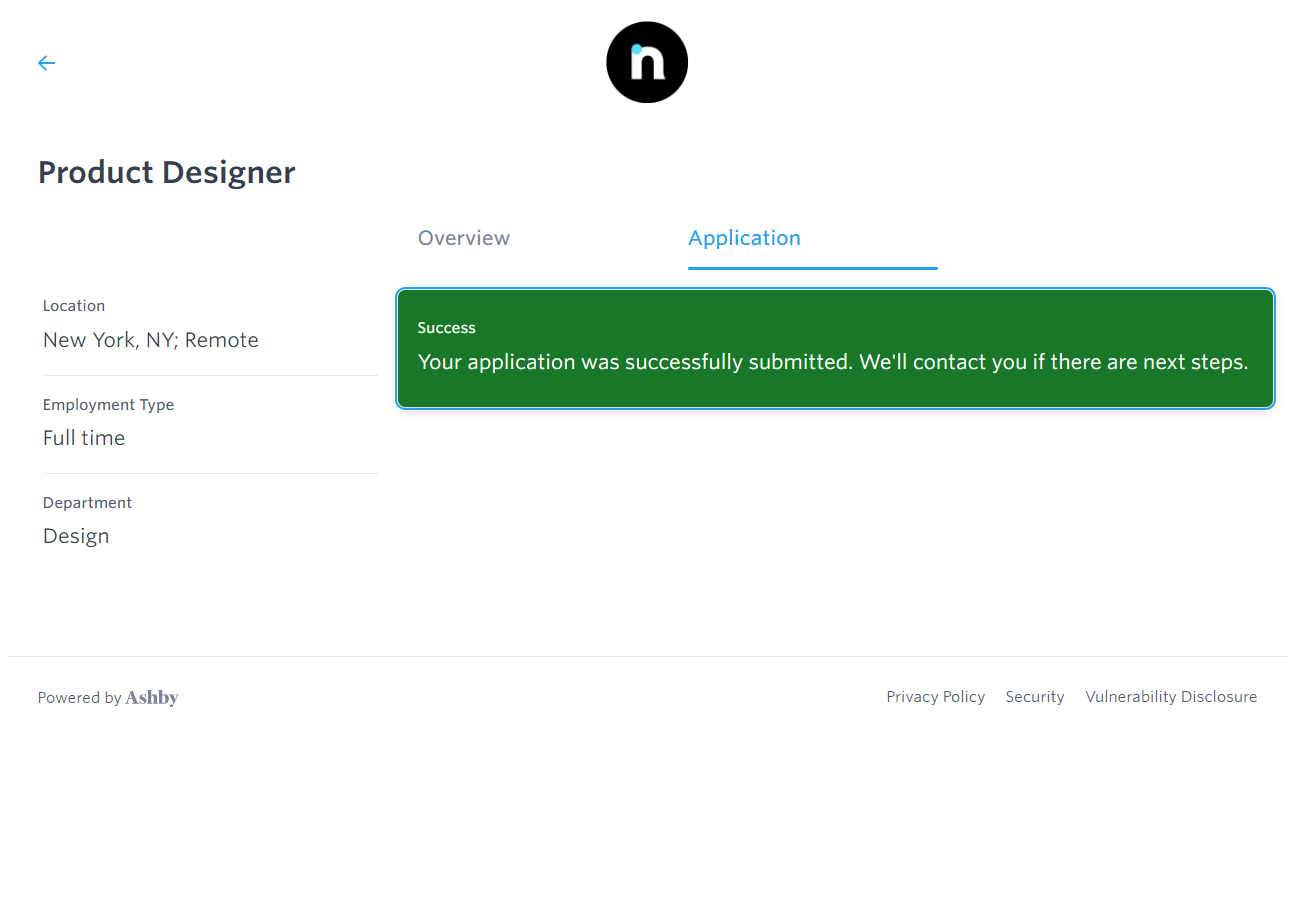 n
Product Designer
Overview
Application
Location
New York, NY; Remote
Employment Type
Full time
Department
Design
Success
Your application was successfully submitted. We'll contact you if there are next steps.
Powered by Ashby
Privacy Policy Security Vulnerability Disclosure